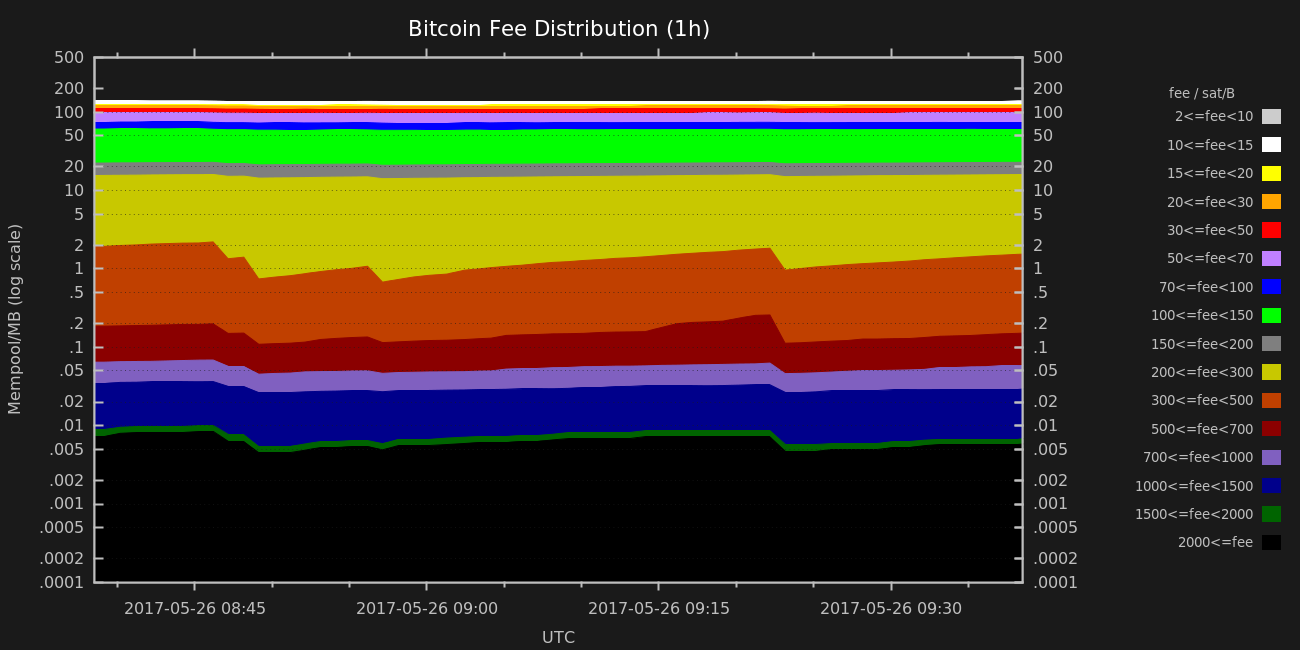 Bitcoin Fee Distribution (1h)
500 500
200 200
100 100
50 50
20 20
10 10
5 5
2 2
1 1
.5 .5
.2 .2
.1 .1
.05 .05
.02 .02
.01 .01
.005 .005
.002 .002
.001 .001
.0005 .0005
.0002 .0002
.0001 .0001
Mempool/MB (log scale)
2017-05-26 08:45 2017-05-26 09:00 2017-05-26 09:15 2017-05-26 09:30
UTC
fee / sat/B
2<=fee<10
10<=fee<15
15<=fee<20
20<=fee<30
30<=fee<50
50<=fee<70
70<=fee<100
100<=fee<150
150<=fee<200
200<=fee<300
300<=fee<500
500<=fee<700
700<=fee<1000
1000<=fee<1500
1500<=fee<2000
2000<=fee